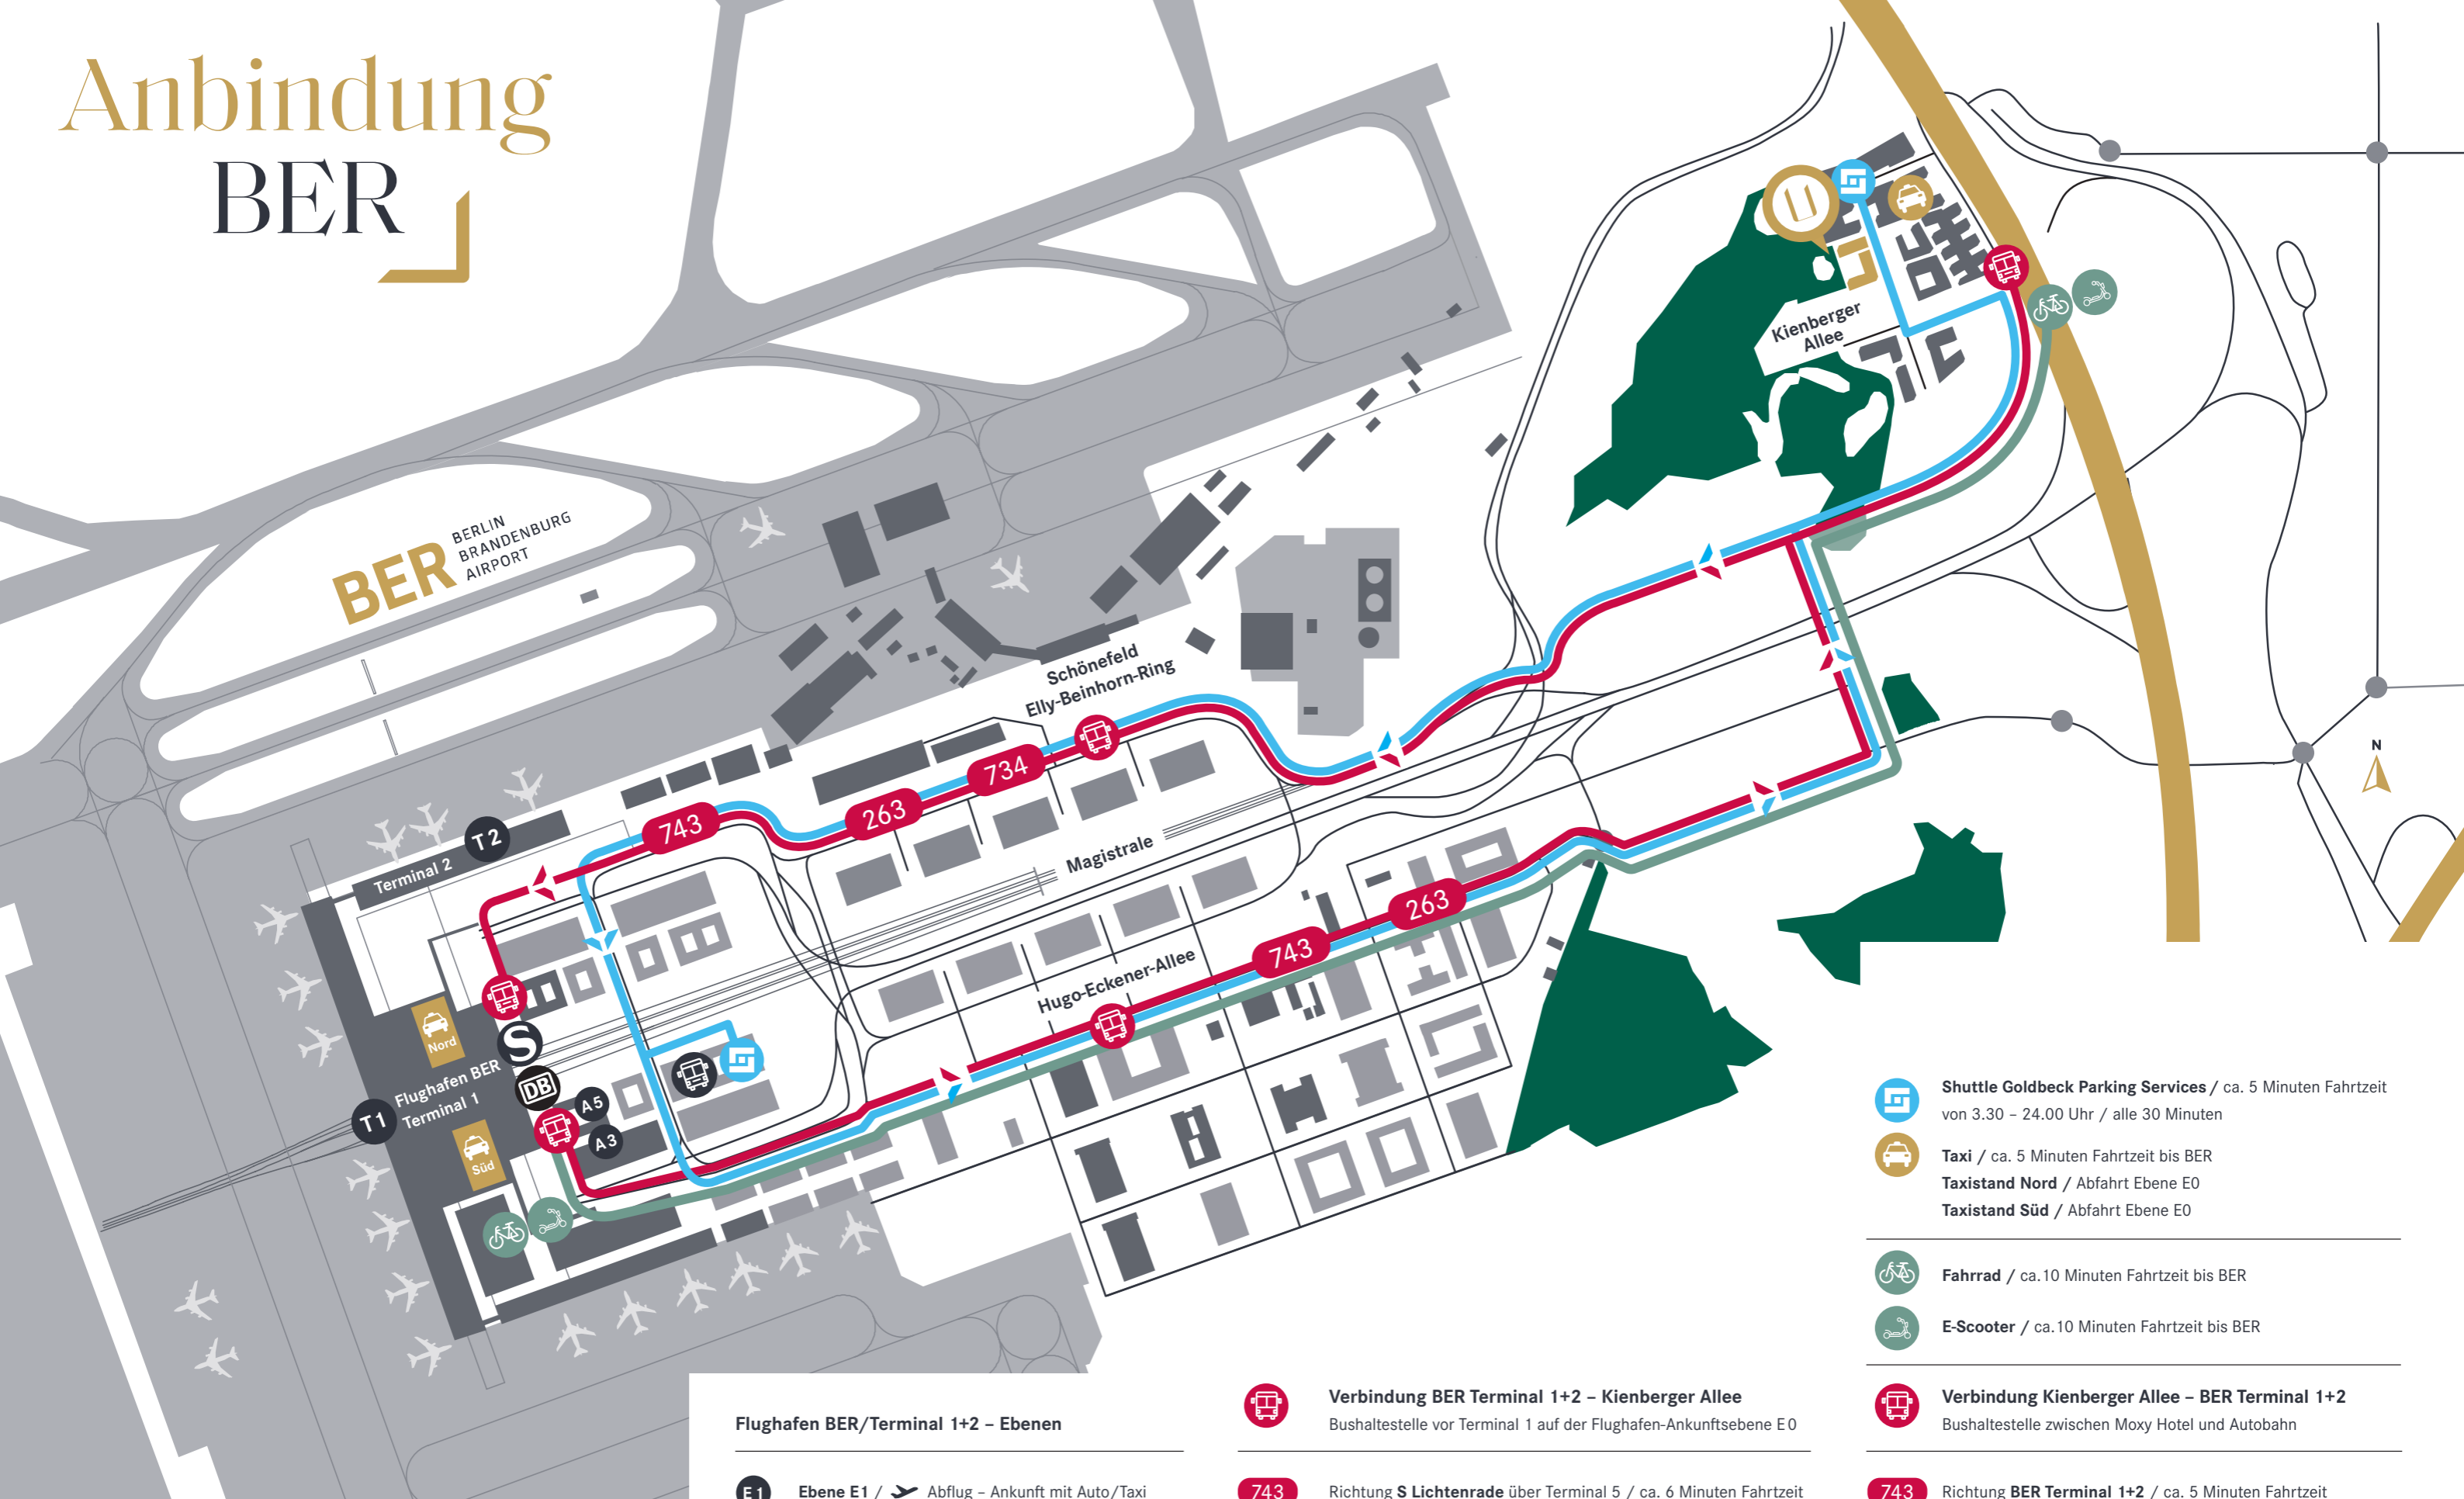 Anbindung
BER
BER
BERLIN
BRANDENBURG
AIRPORT
Kienberger
Allee
Schönefeld
Elly-Beinhorn-Ring
734
263
743
T 2
Terminal 2
Magistrale
263
743
Hugo-Eckener-Allee
Nord
S
DB
Flughafen BER
Terminal 1
T 1
A 5
A 3
Süd
N
Shuttle Goldbeck Parking Services / ca. 5 Minuten Fahrtzeit
von 3.30 – 24.00 Uhr / alle 30 Minuten
Taxi / ca. 5 Minuten Fahrtzeit bis BER
Taxistand Nord / Abfahrt Ebene E0
Taxistand Süd / Abfahrt Ebene E0
Fahrrad / ca.10 Minuten Fahrtzeit bis BER
E-Scooter / ca.10 Minuten Fahrtzeit bis BER
Flughafen BER/Terminal 1+2 – Ebenen
E 1 Ebene E1 / Abflug – Ankunft mit Auto/Taxi
Verbindung BER Terminal 1+2 – Kienberger Allee
Bushaltestelle vor Terminal 1 auf der Flughafen-Ankunftsebene E0
743 Richtung S Lichtenrade über Terminal 5 / ca. 6 Minuten Fahrtzeit
Verbindung Kienberger Allee – BER Terminal 1+2
Bushaltestelle zwischen Moxy Hotel und Autobahn
743 Richtung BER Terminal 1+2 / ca. 5 Minuten Fahrtzeit